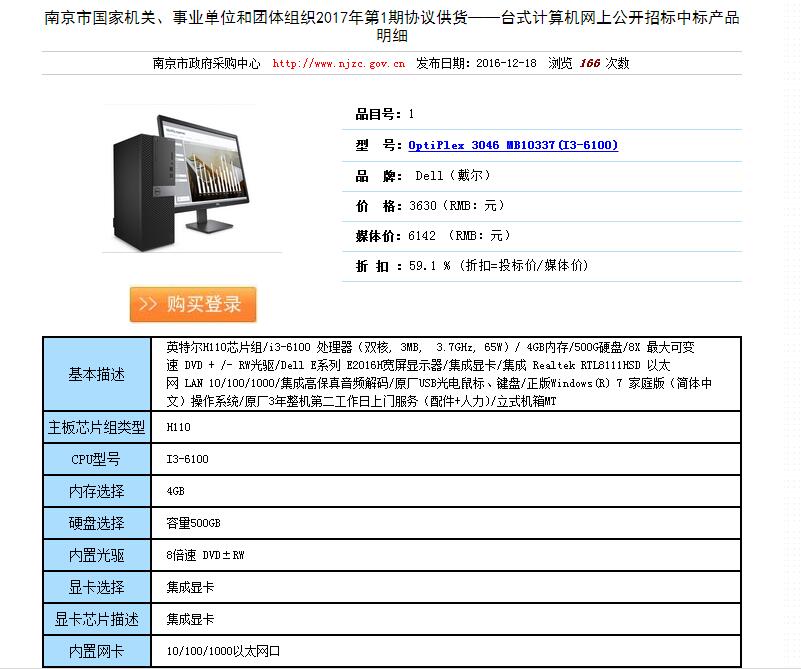 南京市国家机关、事业单位和团体组织2017年第1期协议供货——台式计算机网上公开招标中标产品
明细
南京市政府采购中心 http://www.njzc.gov.cn 发布日期: 2016-12-18 浏览 166 次数
品目号: 1
型 号: OptiPlex 3046 MB10337(I3-6100)
品 牌: Dell（戴尔）
价 格: 3630（RMB: 元）
媒体价: 6142 （RMB: 元）
折 扣 : 59.1 % (折扣=投标价/媒体价)
>> 购买登录
基本描述
英特尔H110芯片组/i3-6100 处理器（双核, 3MB, 3.7GHz, 65W）/ 4GB内存/500G硬盘/8X 最大可变
速 DVD + /- RW光驱/Dell E系列 E2016H宽屏显示器/集成显卡/集成 Realtek RTL8111HSD 以太
网 LAN 10/100/1000/集成高保真音频解码/原厂USB光电鼠标、键盘/正版Windows(R) 7 家庭版（简体中
文）操作系统/原厂3年整机第二工作日上门服务（配件+人力)/立式机箱MT
主板芯片组类型 H110
CPU型号 I3-6100
内存选择 4GB
硬盘选择 容量500GB
内置光驱 8倍速 DVD±RW
显卡选择 集成显卡
显卡芯片描述 集成显卡
内置网卡 10/100/1000以太网口